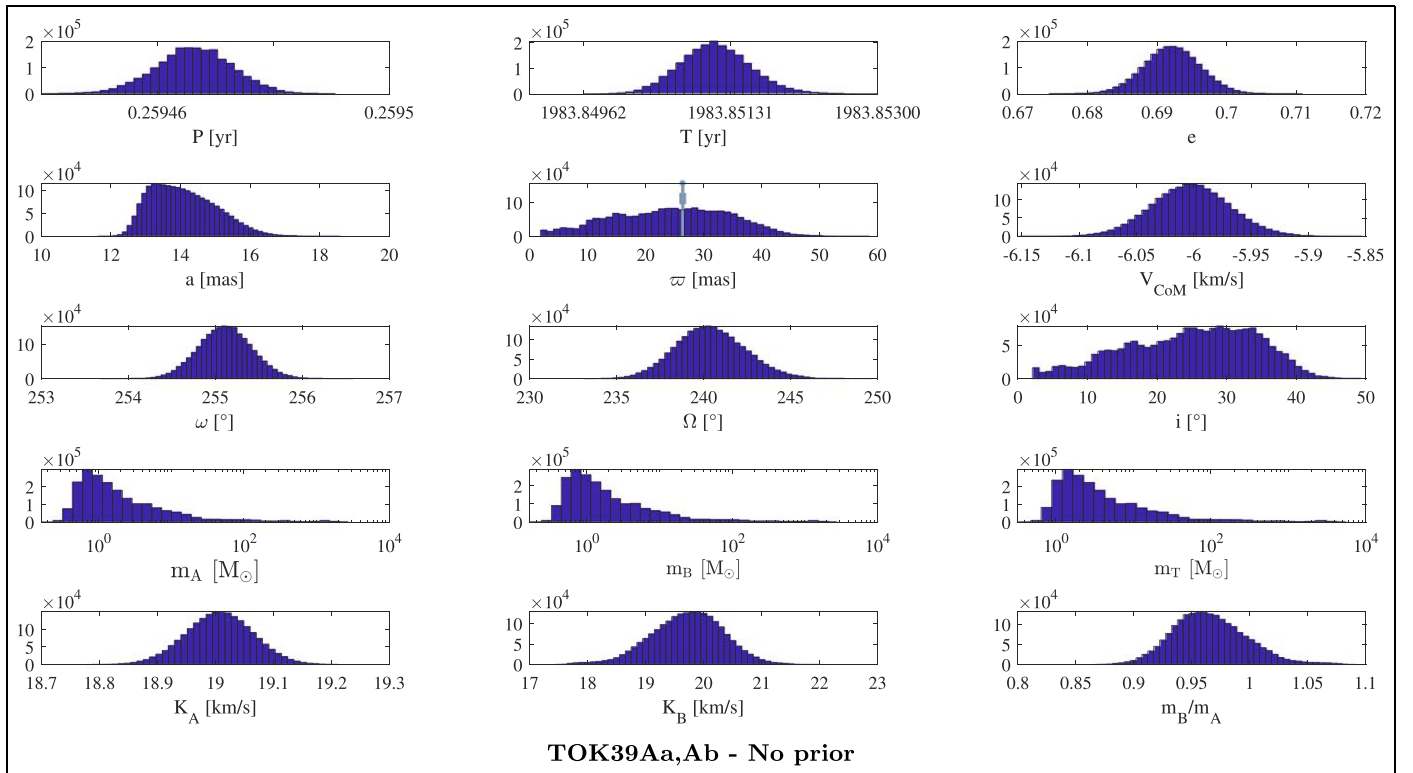 ×10^5 ×10^5 ×10^5
2 2 2
1 1 1
0 0 0
0.25946 0.2595 1983.84962 1983.85131 1983.85300 0.67 0.68 0.69 0.7 0.71 0.72
P [yr] T [yr] e
×10^4 ×10^4 ×10^4
10 10 10
5 5
0 0 0
10 12 14 16 18 20 0 10 20 30 40 50 60 -6.15 -6.1 -6.05 -6 -5.95 -5.9 -5.85
a [mas] ϖ [mas] V_CoM [km/s]
×10^4 ×10^4 ×10^4
10 10 5
5
0 0 0
253 254 255 256 257 230 235 240 245 250 0 10 20 30 40 50
ω [°] Ω [°] i [°]
×10^5 ×10^5 ×10^5
2 2 2
1 1 1
0 0 0
10^0 10^2 10^4 10^0 10^2 10^4 10^0 10^2 10^4
m_A [M_⊙] m_B [M_⊙] m_T [M_⊙]
×10^4 ×10^4 ×10^4
10 10 10
5 5 5
0 0 0
18.7 18.8 18.9 19 19.1 19.2 19.3 17 18 19 20 21 22 23 0.8 0.85 0.9 0.95 1 1.05 1.1
K_A [km/s] K_B [km/s] m_B/m_A
TOK39Aa,Ab - No prior